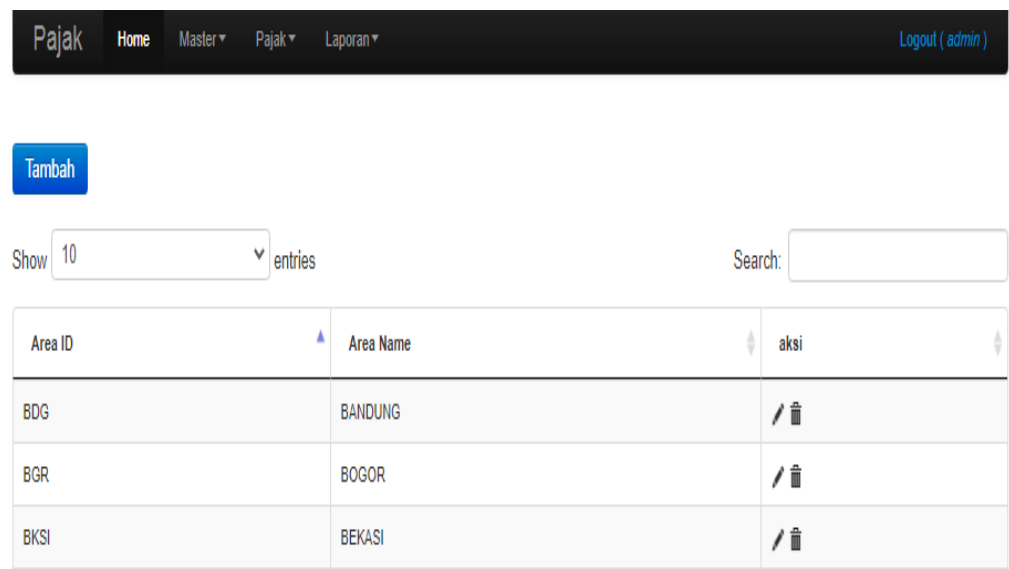 Pajak Home Master Pajak Laporan Logout ( admin )
Tambah
Show 10 entries Search:
Area ID Area Name aksi
BDG BANDUNG
BGR BOGOR
BKSI BEKASI